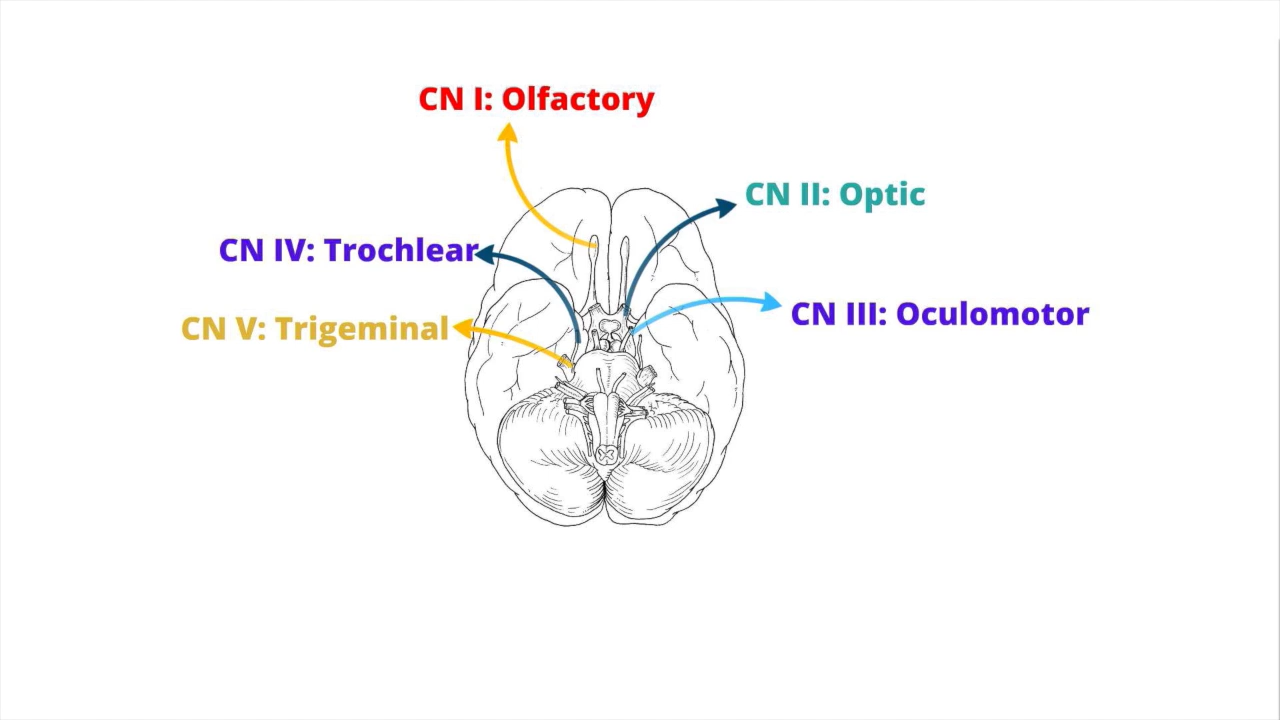 CN I: Olfactory
CN II: Optic
CN IV: Trochlear
CN III: Oculomotor
CN V: Trigeminal